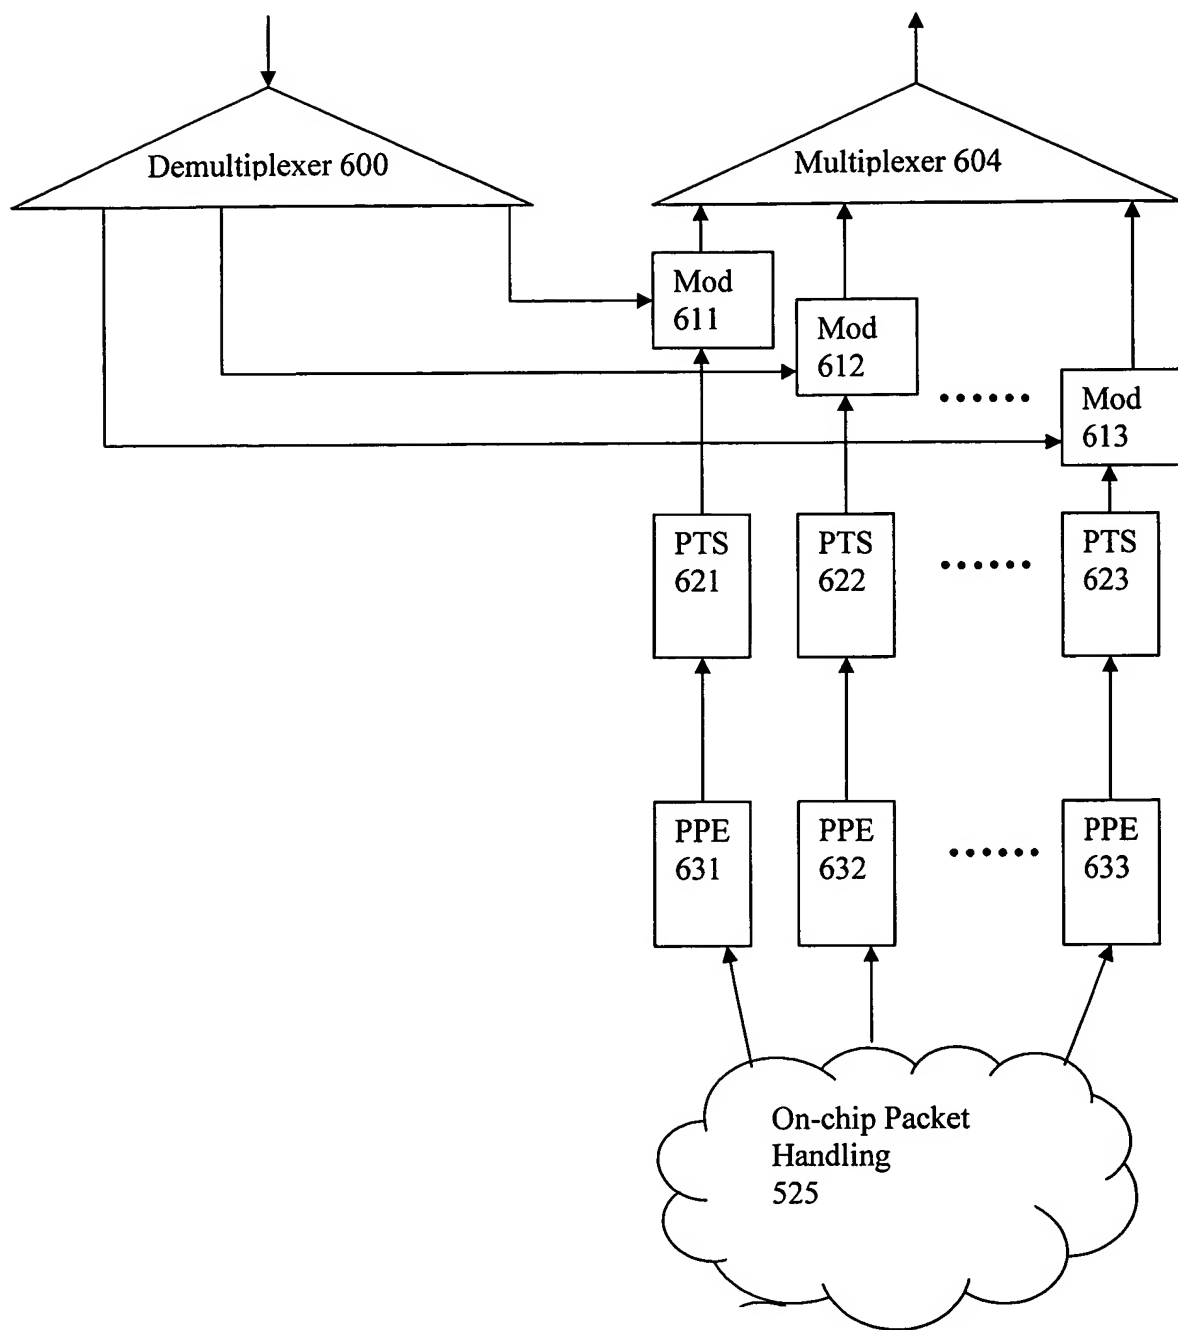 Demultiplexer 600
Multiplexer 604
Mod
611
Mod
612
Mod
613
PTS
621
PTS
622
PTS
623
PPE
631
PPE
632
PPE
633
On-chip Packet
Handling
525